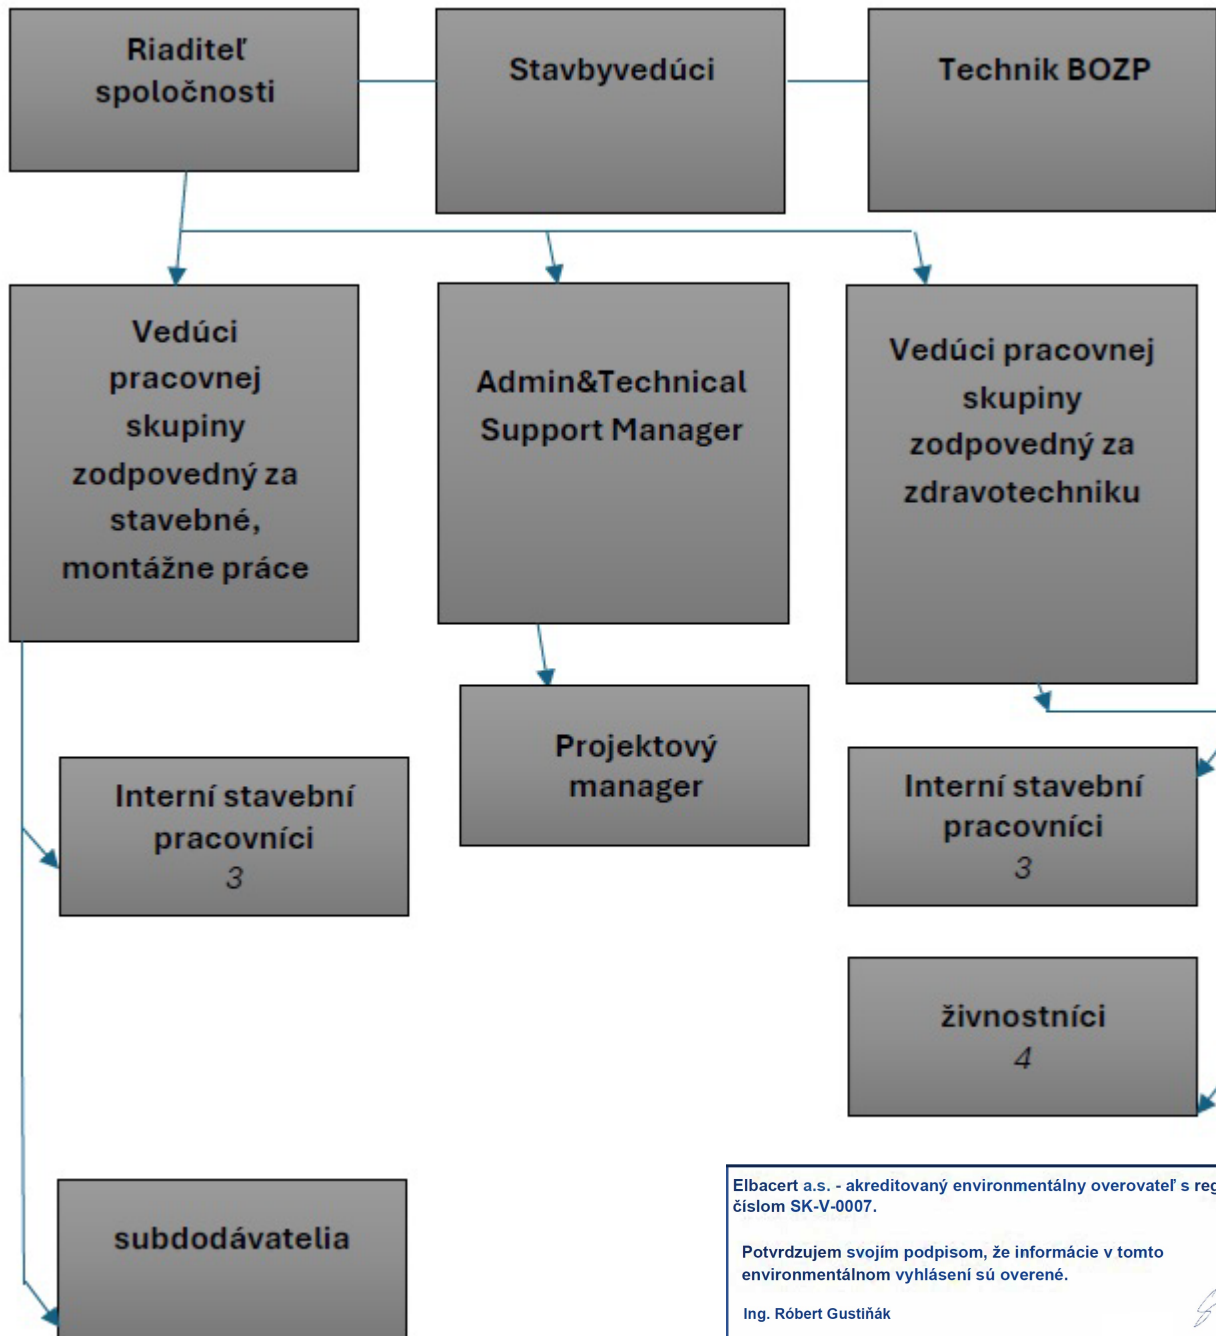 Riaditeľ
spoločnosti
Stavbyvedúci
Technik BOZP
Vedúci
pracovnej
skupiny
zodpovedný za
stavebné,
montážne práce
Admin&Technical
Support Manager
Vedúci pracovnej
skupiny
zodpovedný za
zdravotechniku
Projektový
manager
Interní stavební
pracovníci
3
Interní stavební
pracovníci
3
živnostníci
4
subdodávatelia
Elbacert a.s. - akreditovaný environmentálny overovateľ s reg
číslom SK-V-0007.
Potvrdzujem svojím podpisom, že informácie v tomto
environmentálnom vyhlásení sú overené.
Ing. Róbert Gustiňák